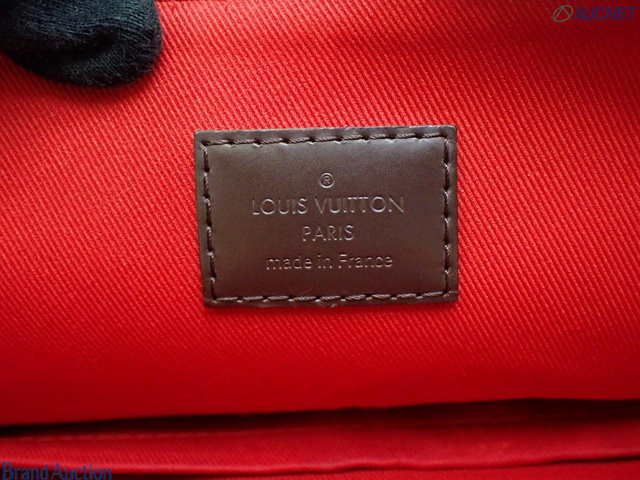 AUCNET
®
LOUIS VUITTON
PARIS
made in France
Brand Auction